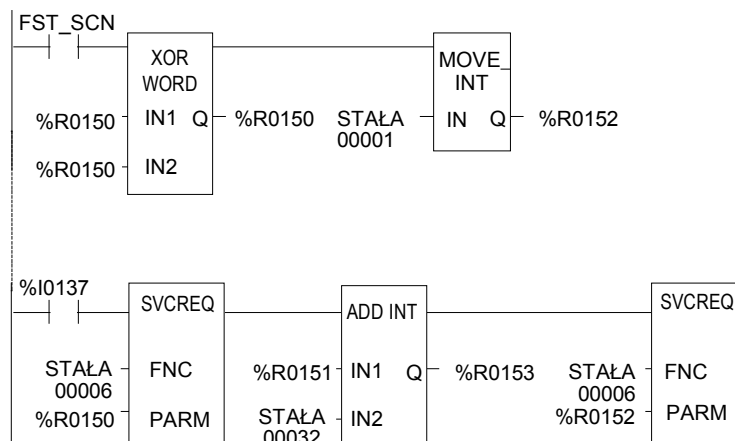 FST_SCN
XOR
WORD
MOVE_
INT
%R0150 IN1 Q %R0150 STAŁA
00001 IN Q %R0152
%R0150 IN2
%I0137
SVCREQ ADD INT SVCREQ
STAŁA
00006 FNC %R0151 IN1 Q %R0153 STAŁA
00006 FNC
%R0150 PARM STAŁA
00032 IN2 %R0152 PARM